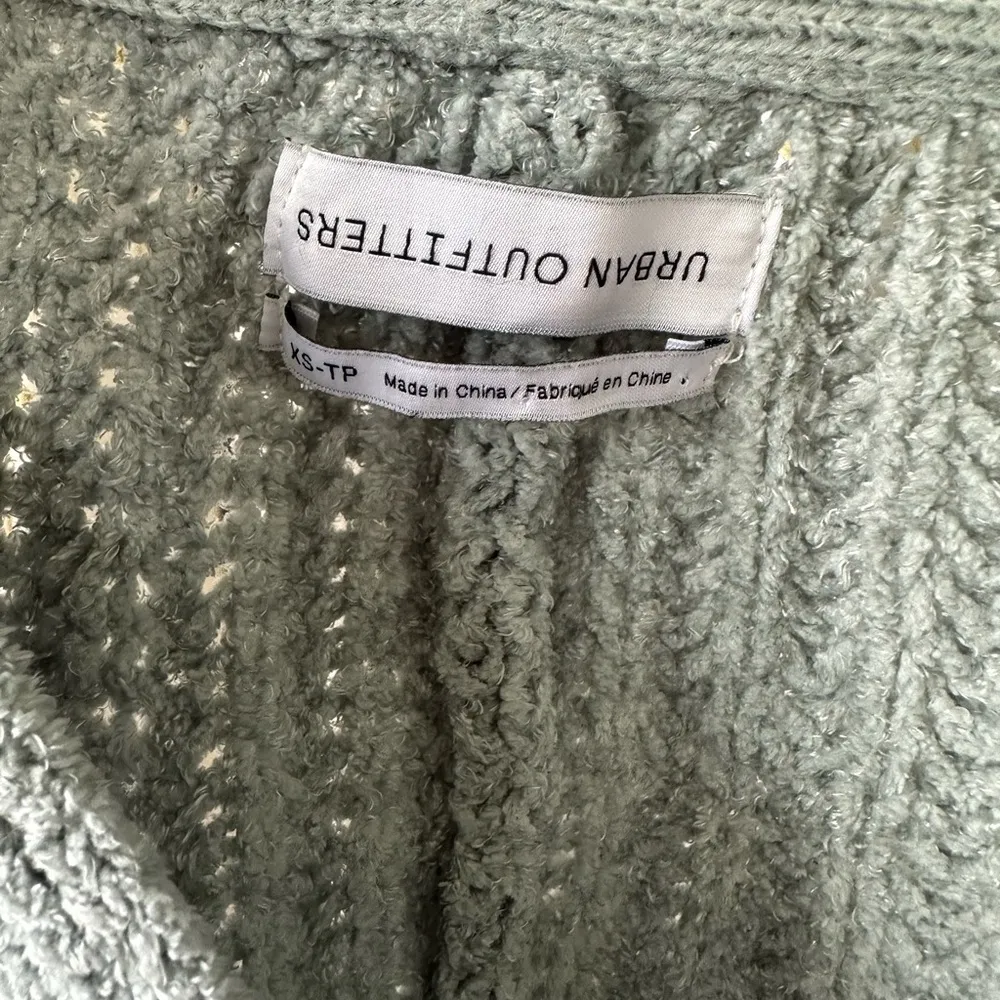 URBAN OUTFITTERS
XS-TP Made in China / Fabriqué en Chine